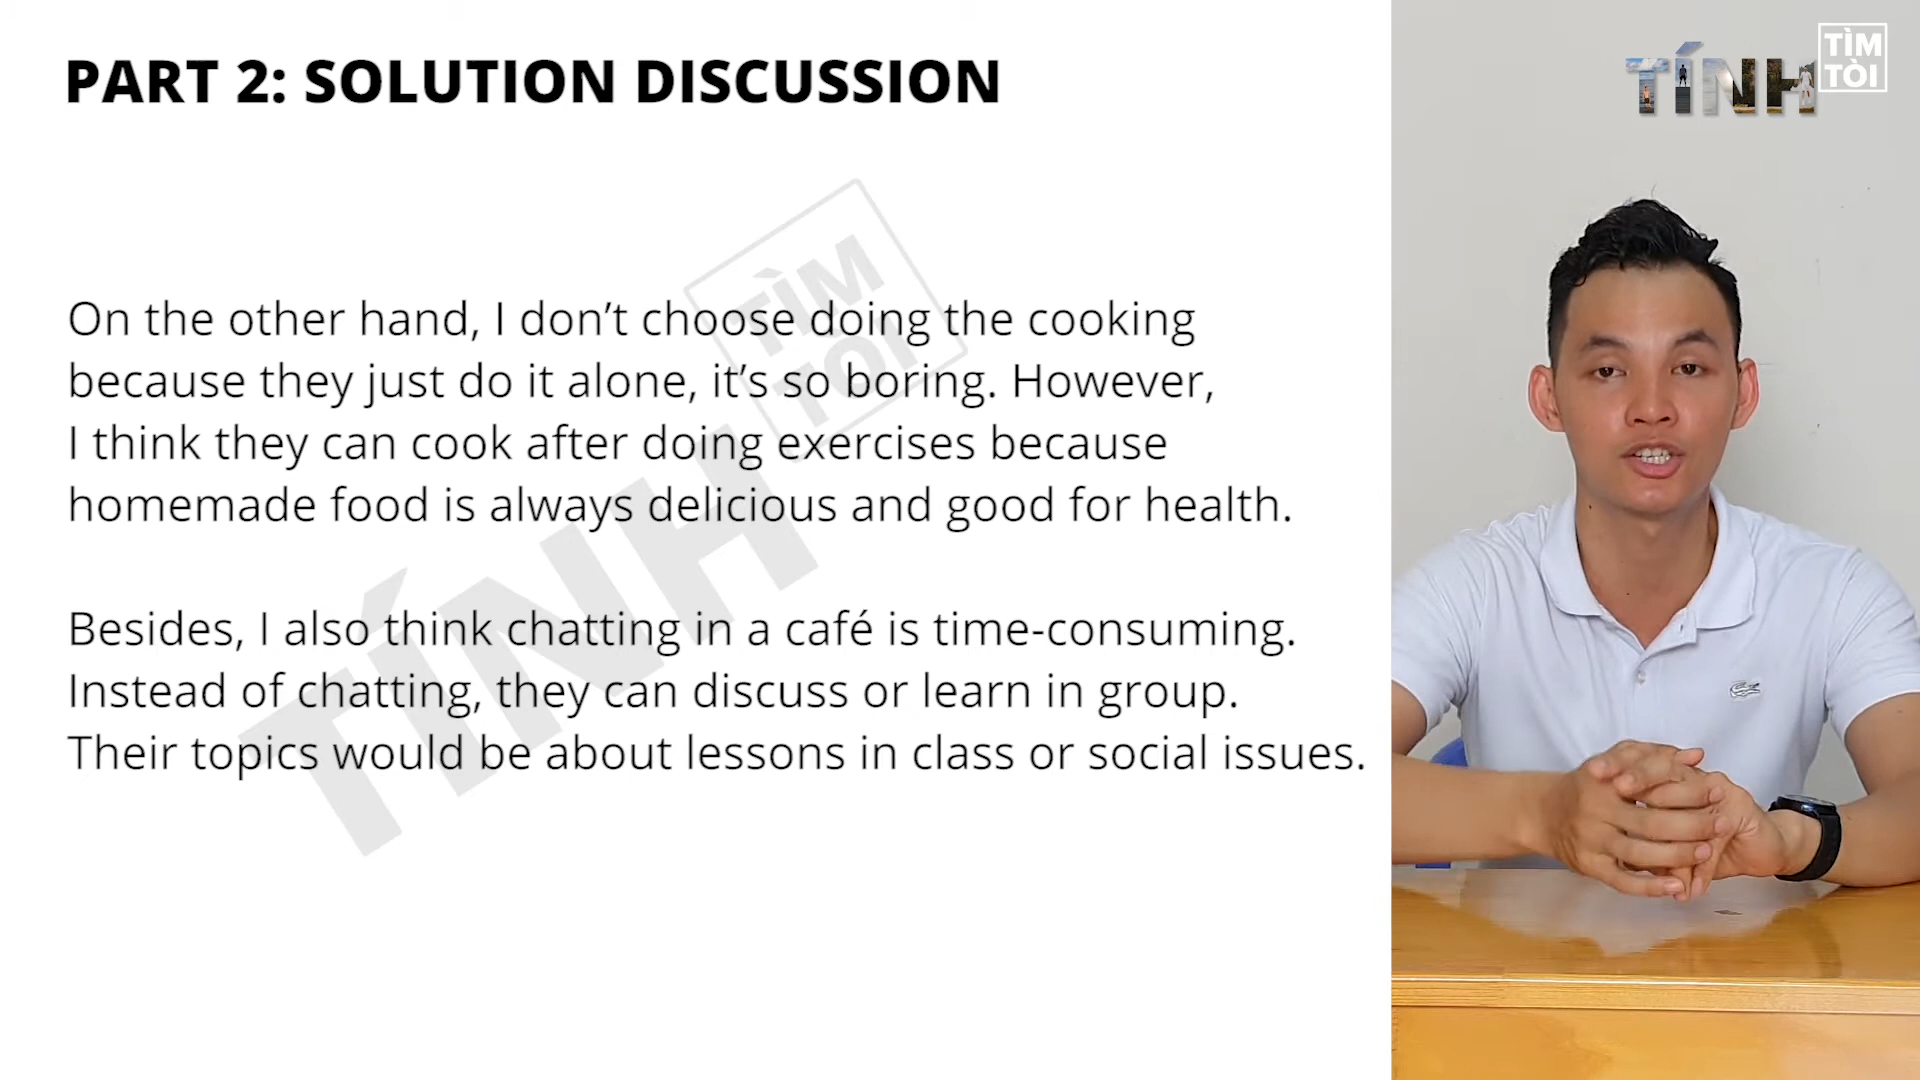 PART 2: SOLUTION DISCUSSION
TÍNH
TÌM
TÒI
On the other hand, I don’t choose doing the cooking
because they just do it alone, it’s so boring. However,
I think they can cook after doing exercises because
homemade food is always delicious and good for health.
Besides, I also think chatting in a café is time-consuming.
Instead of chatting, they can discuss or learn in group.
Their topics would be about lessons in class or social issues.
TÍNH
TÌM
TÒI